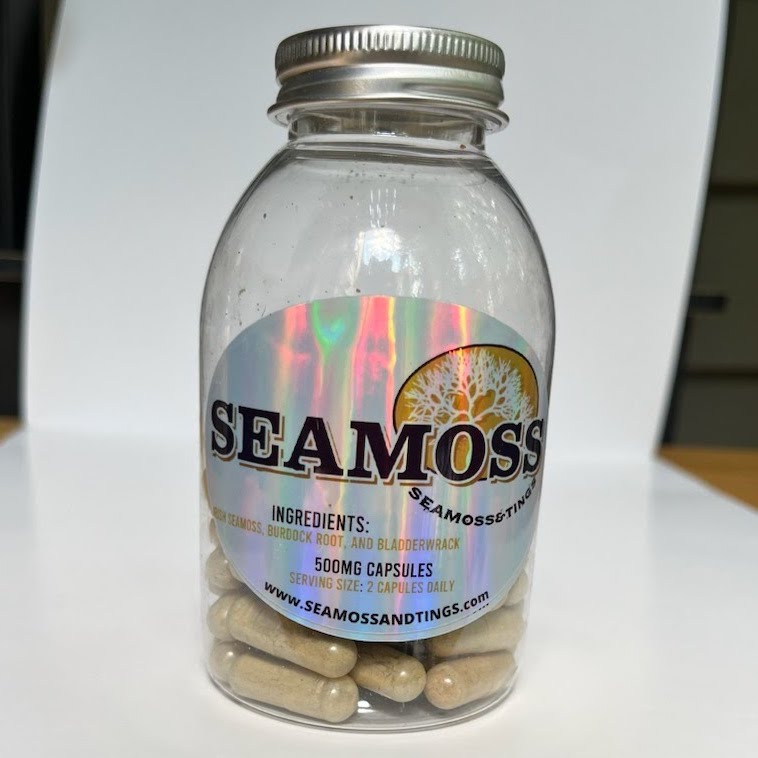 SEAMOSS
SEAMOSS&TINGS
INGREDIENTS:
SEAMOSS, BURDOCK ROOT, AND BLADDERWRACK
500MG CAPSULES
SERVING SIZE: 2 CAPULES DAILY
www.SEAMOSSANDTINGS.com